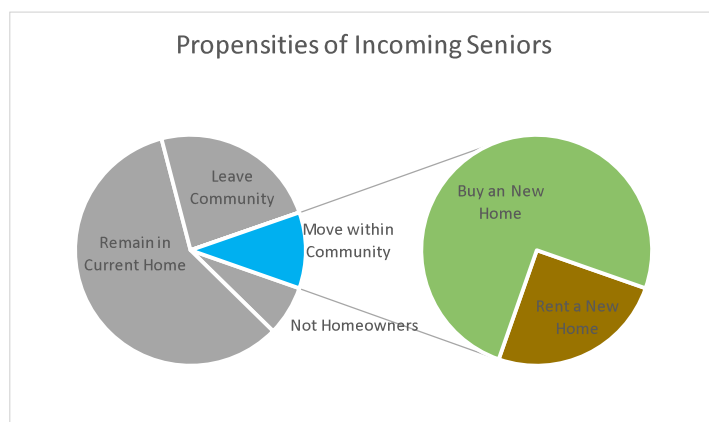 Propensities of Incoming Seniors
Leave
Community
Move within
Community
Remain in
Current Home
Not Homeowners
Buy an New
Home
Rent a New
Home